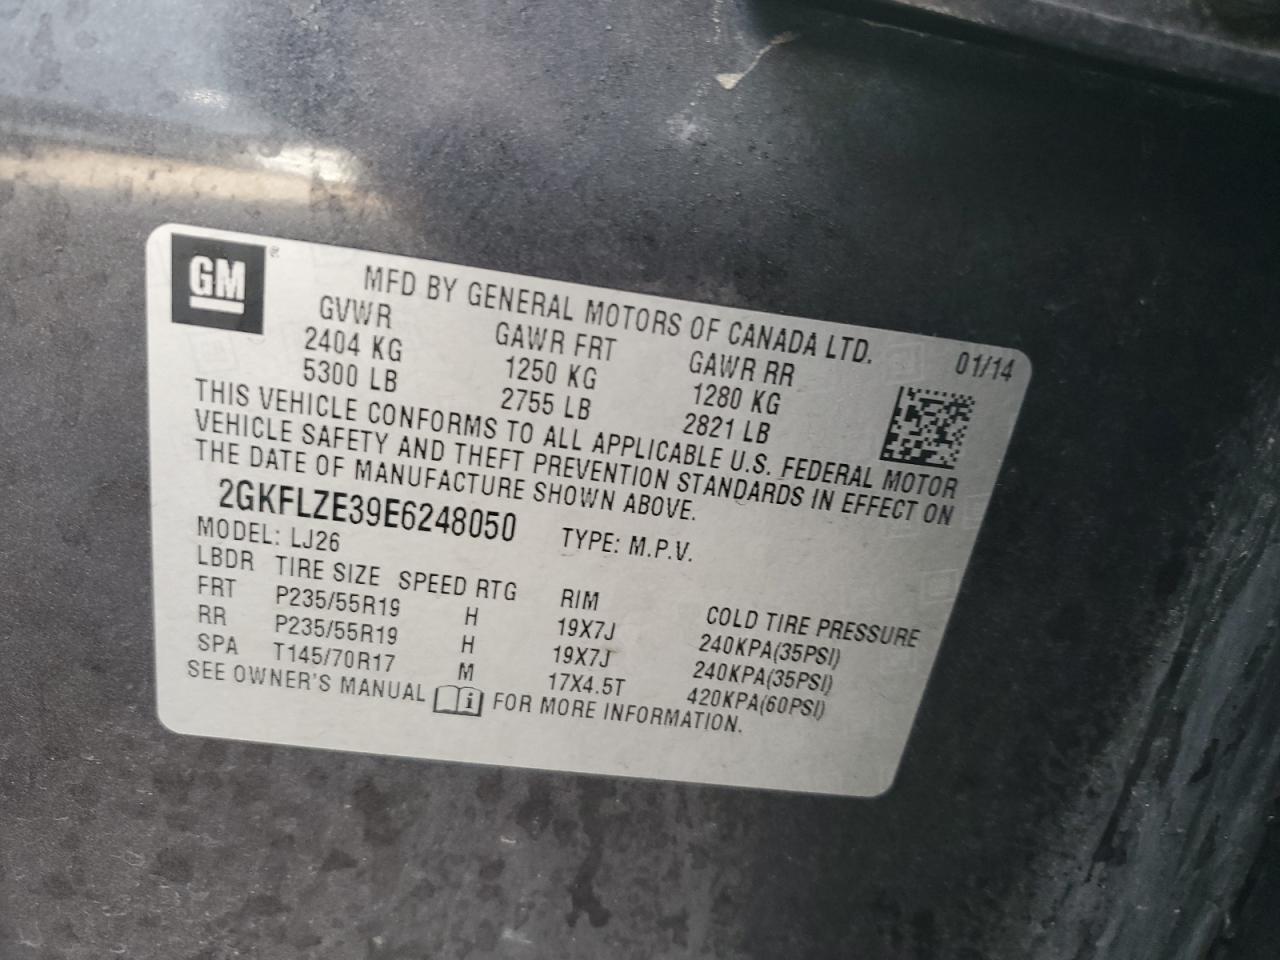 GM ®
MFD BY GENERAL MOTORS OF CANADA LTD.
01/14
GVWR GAWR FRT GAWR RR
2404 KG 1250 KG 1280 KG
5300 LB 2755 LB 2821 LB
THIS VEHICLE CONFORMS TO ALL APPLICABLE U.S. FEDERAL MOTOR
VEHICLE SAFETY AND THEFT PREVENTION STANDARDS IN EFFECT ON
THE DATE OF MANUFACTURE SHOWN ABOVE.
2GKFLZE39E6248050 TYPE: M.P.V.
MODEL: LJ26
LBDR TIRE SIZE SPEED RTG RIM COLD TIRE PRESSURE
FRT P235/55R19 H 19X7J 240KPA(35PSI)
RR P235/55R19 H 19X7J 240KPA(35PSI)
SPA T145/70R17 M 17X4.5T 420KPA(60PSI)
SEE OWNER'S MANUAL i FOR MORE INFORMATION.